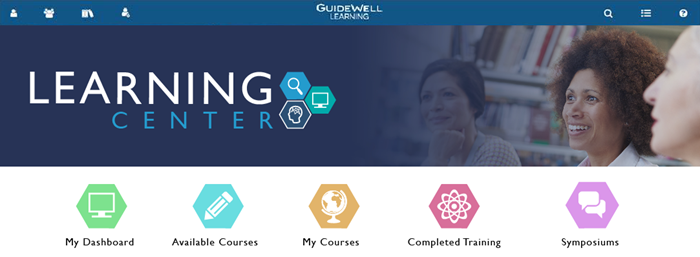 GUIDEWELL
LEARNING
LEARNING
CENTER
My Dashboard
Available Courses
My Courses
Completed Training
Symposiums